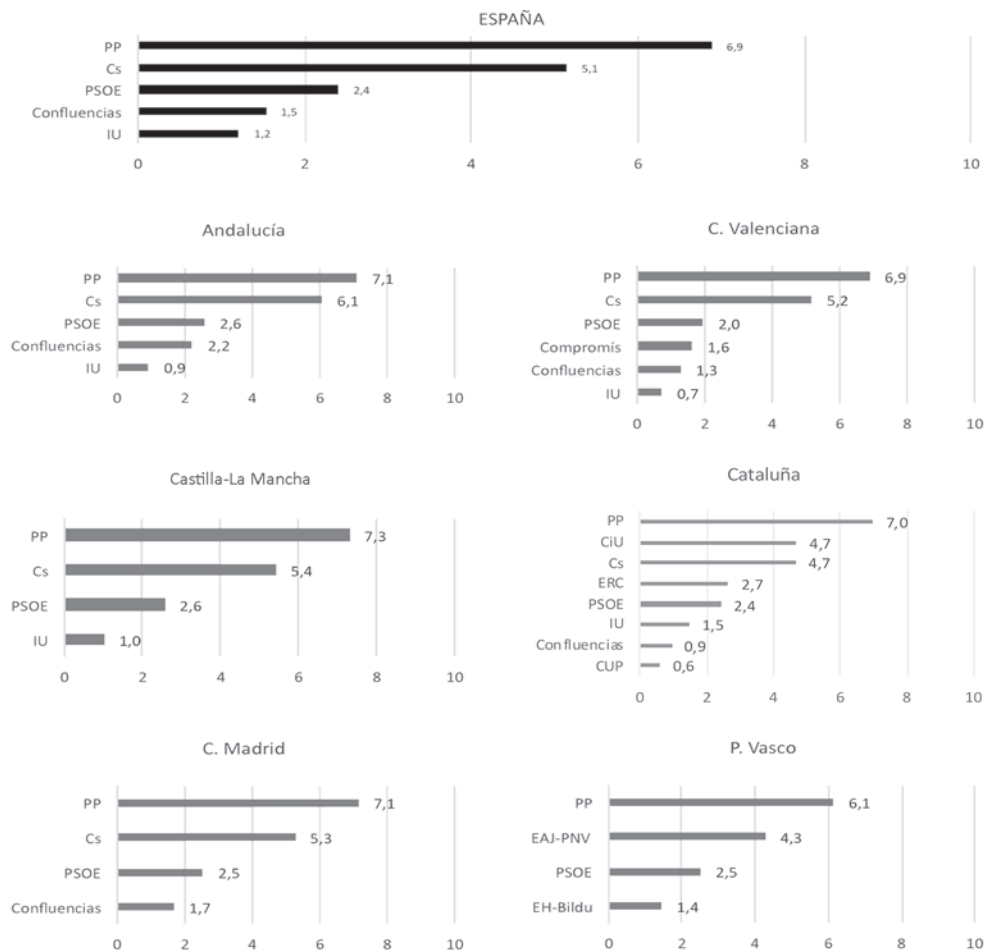 ESPAÑA
PP 6,9
Cs 5,1
PSOE 2,4
Confluencias 1,5
IU 1,2
0 2 4 6 8 10
Andalucía
PP 7,1
Cs 6,1
PSOE 2,6
Confluencias 2,2
IU 0,9
0 2 4 6 8 10
C. Valenciana
PP 6,9
Cs 5,2
PSOE 2,0
Compromís 1,6
Confluencias 1,3
IU 0,7
0 2 4 6 8 10
Castilla-La Mancha
PP 7,3
Cs 5,4
PSOE 2,6
IU 1,0
0 2 4 6 8 10
Cataluña
PP 7,0
CiU 4,7
Cs 4,7
ERC 2,7
PSOE 2,4
IU 1,5
Confluencias 0,9
CUP 0,6
0 2 4 6 8 10
C. Madrid
PP 7,1
Cs 5,3
PSOE 2,5
Confluencias 1,7
0 2 4 6 8 10
P. Vasco
PP 6,1
EAJ-PNV 4,3
PSOE 2,5
EH-Bildu 1,4
0 2 4 6 8 10